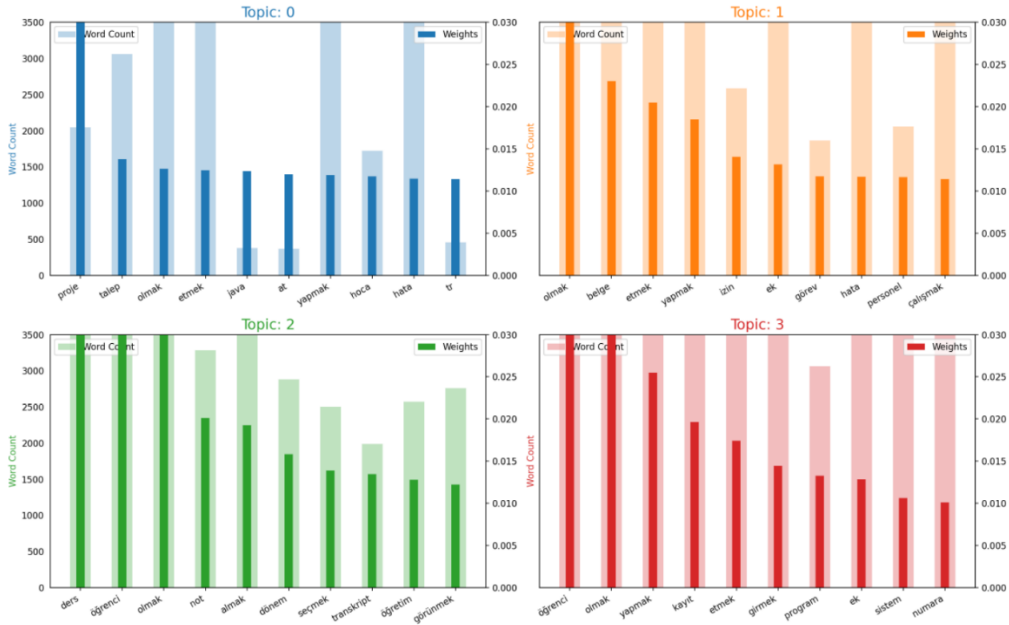 Topic: 0
Word Count
Weights
3500
3000
2500
2000
1500
1000
500
0
0.030
0.025
0.020
0.015
0.010
0.005
0.000
Word Count
proje talep olmak etmek java at yapmak hoca hata tr
Topic: 1
Word Count
Weights
0.030
0.025
0.020
0.015
0.010
0.005
0.000
Word Count
olmak belge etmek yapmak izin ek görev hata personel çalışmak
Topic: 2
Word Count
Weights
3500
3000
2500
2000
1500
1000
500
0
0.030
0.025
0.020
0.015
0.010
0.005
0.000
Word Count
ders öğrenci olmak not almak dönem seçmek transkript öğretim görünmek
Topic: 3
Word Count
Weights
0.030
0.025
0.020
0.015
0.010
0.005
0.000
Word Count
öğrenci olmak yapmak kayıt etmek girmek program ek sistem numara